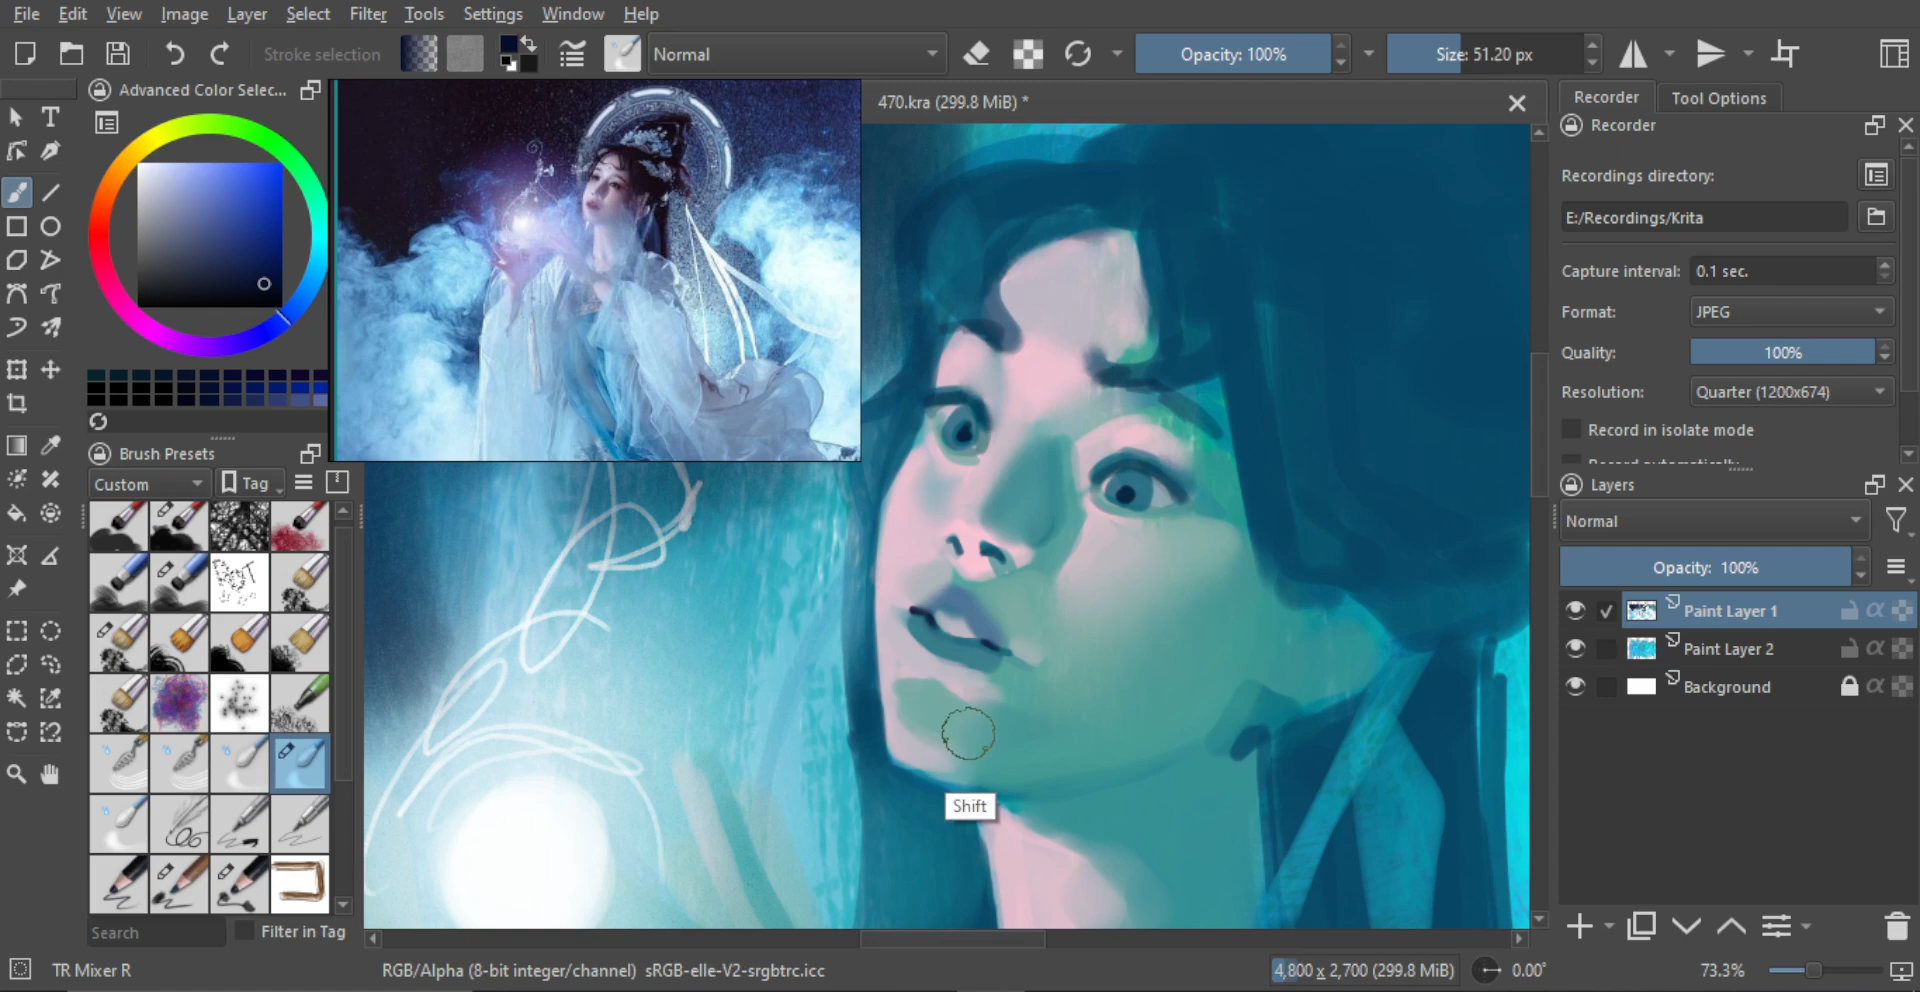 File Edit View Image Layer Select Filter Tools Settings Window Help
Stroke selection
Normal
Opacity: 100%
Size: 51.20 px
Advanced Color Selec...
470.kra (299.8 MiB) *
Recorder
Tool Options
Recorder
Recordings directory:
E:/Recordings/Krita
Capture interval: 0.1 sec.
Format: JPEG
Quality: 100%
Resolution: Quarter (1200x674)
Record in isolate mode
Record automatically
Brush Presets
Custom
Tag
Layers
Normal
Opacity: 100%
Paint Layer 1
Paint Layer 2
Background
Shift
Search
Filter in Tag
TR Mixer R
RGB/Alpha (8-bit integer/channel) sRGB-elle-V2-srgbtrc.icc
4,800 x 2,700 (299.8 MiB)
0.00°
73.3%